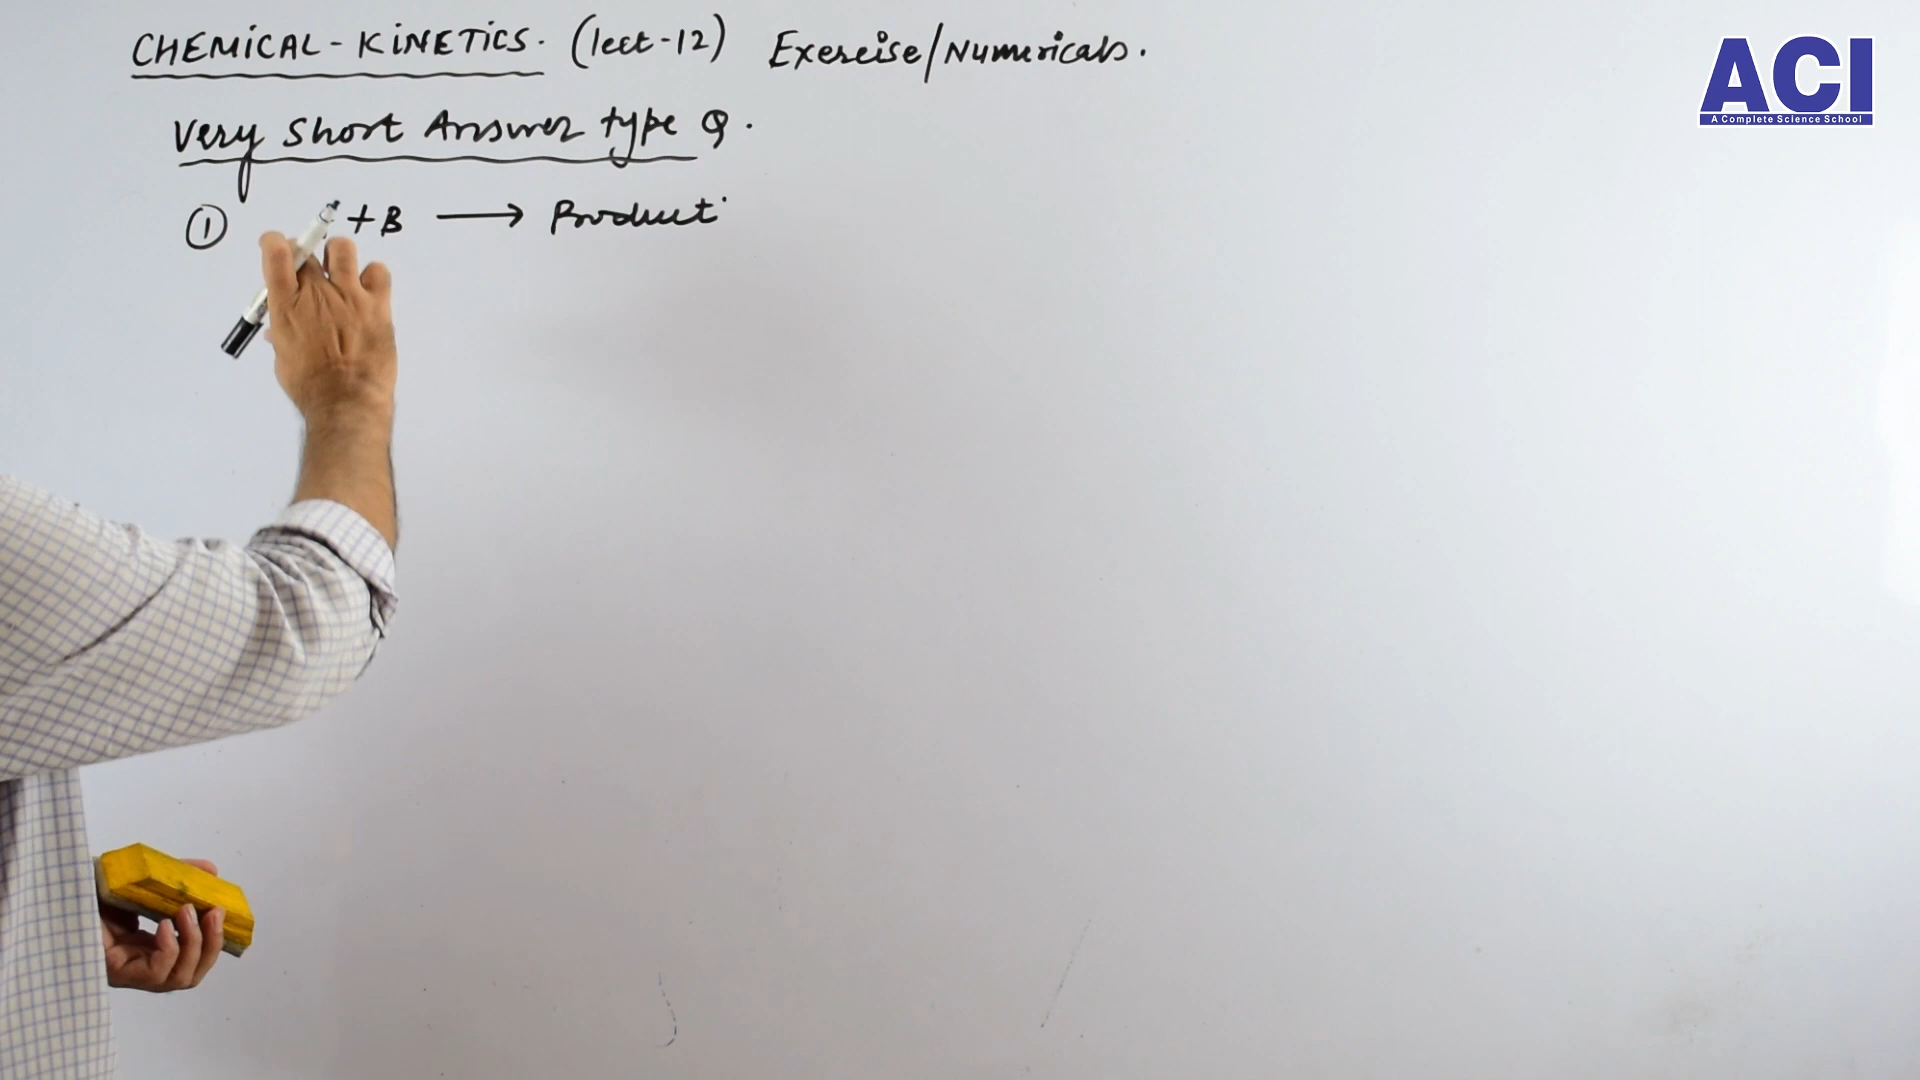 CHEMICAL-KINETICS. (lect-12) Exercise/Numericals.
Very Short Answer type Q.
① +B ⟶ Product
ACI
A Complete Science School